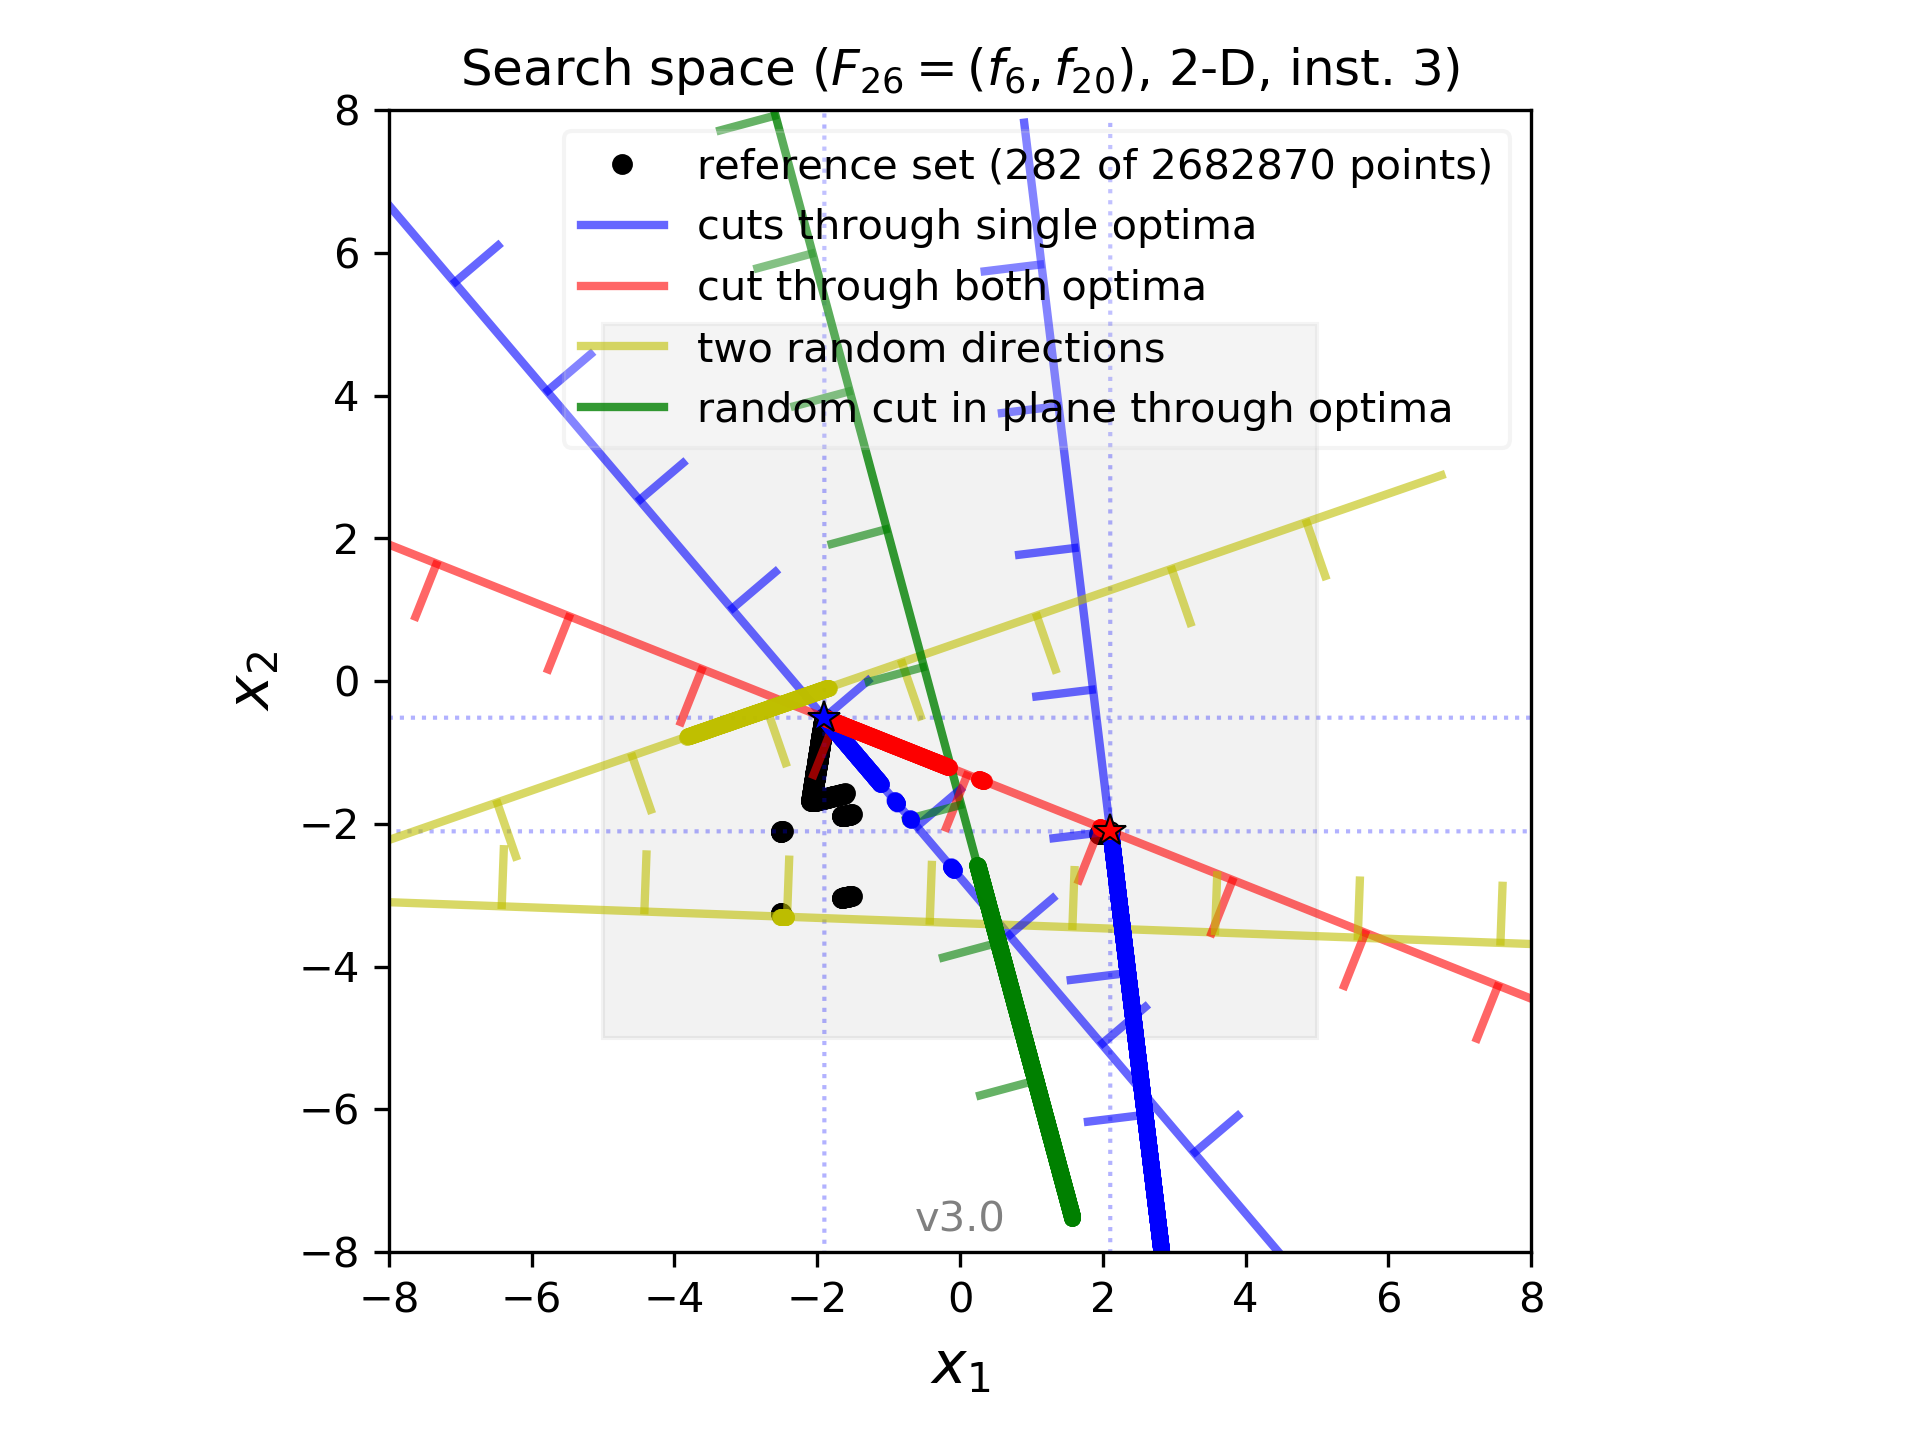 Search space (F₂₆ = (f₆, f₂₀), 2-D, inst. 3)
reference set (282 of 2682870 points)
cuts through single optima
cut through both optima
two random directions
random cut in plane through optima
8
6
4
2
0
−2
−4
−6
−8
x₂
v3.0
−8 −6 −4 −2 0 2 4 6 8
x₁